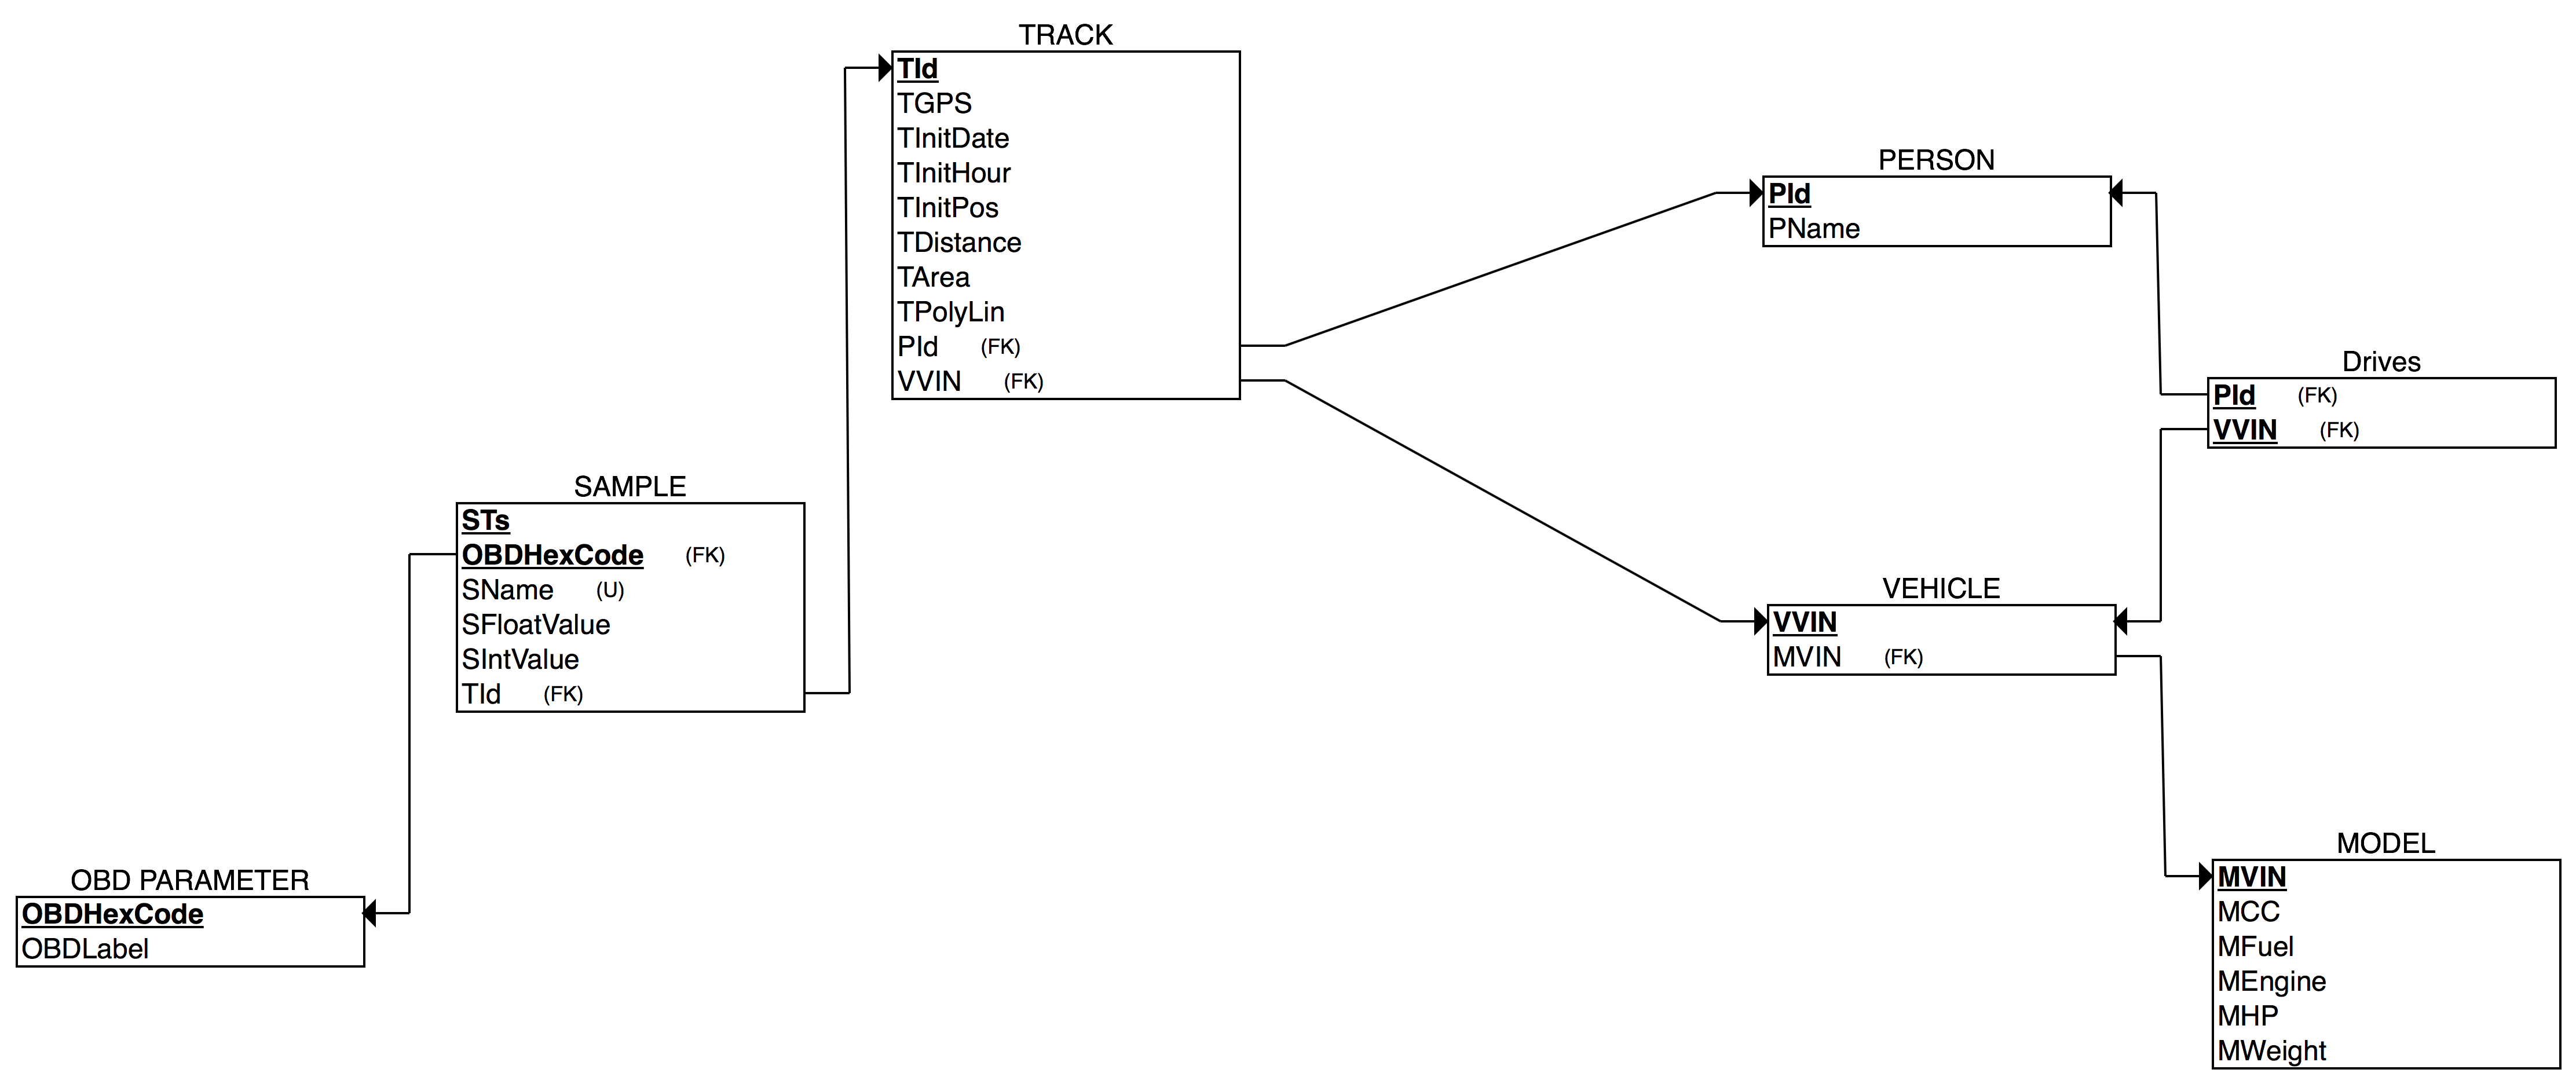 TRACK
TId
TGPS
TInitDate
TInitHour
TInitPos
TDistance
TArea
TPolyLin
PId (FK)
VVIN (FK)
PERSON
PId
PName
Drives
PId (FK)
VVIN (FK)
SAMPLE
STs
OBDHexCode (FK)
SName (U)
SFloatValue
SIntValue
TId (FK)
VEHICLE
VVIN
MVIN (FK)
OBD PARAMETER
OBDHexCode
OBDLabel
MODEL
MVIN
MCC
MFuel
MEngine
MHP
MWeight